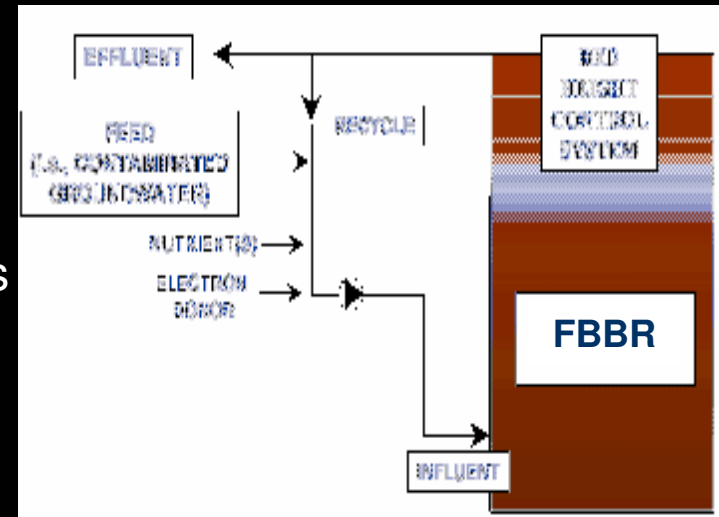 EFFLUENT
BED
HEIGHT
CONTROL
SYSTEM
RECYCLE
FEED
(i.e., CONTAMINATED
GROUNDWATER)
NUTRIENT(S)
ELECTRON
DONOR
s
FBBR
INFLUENT